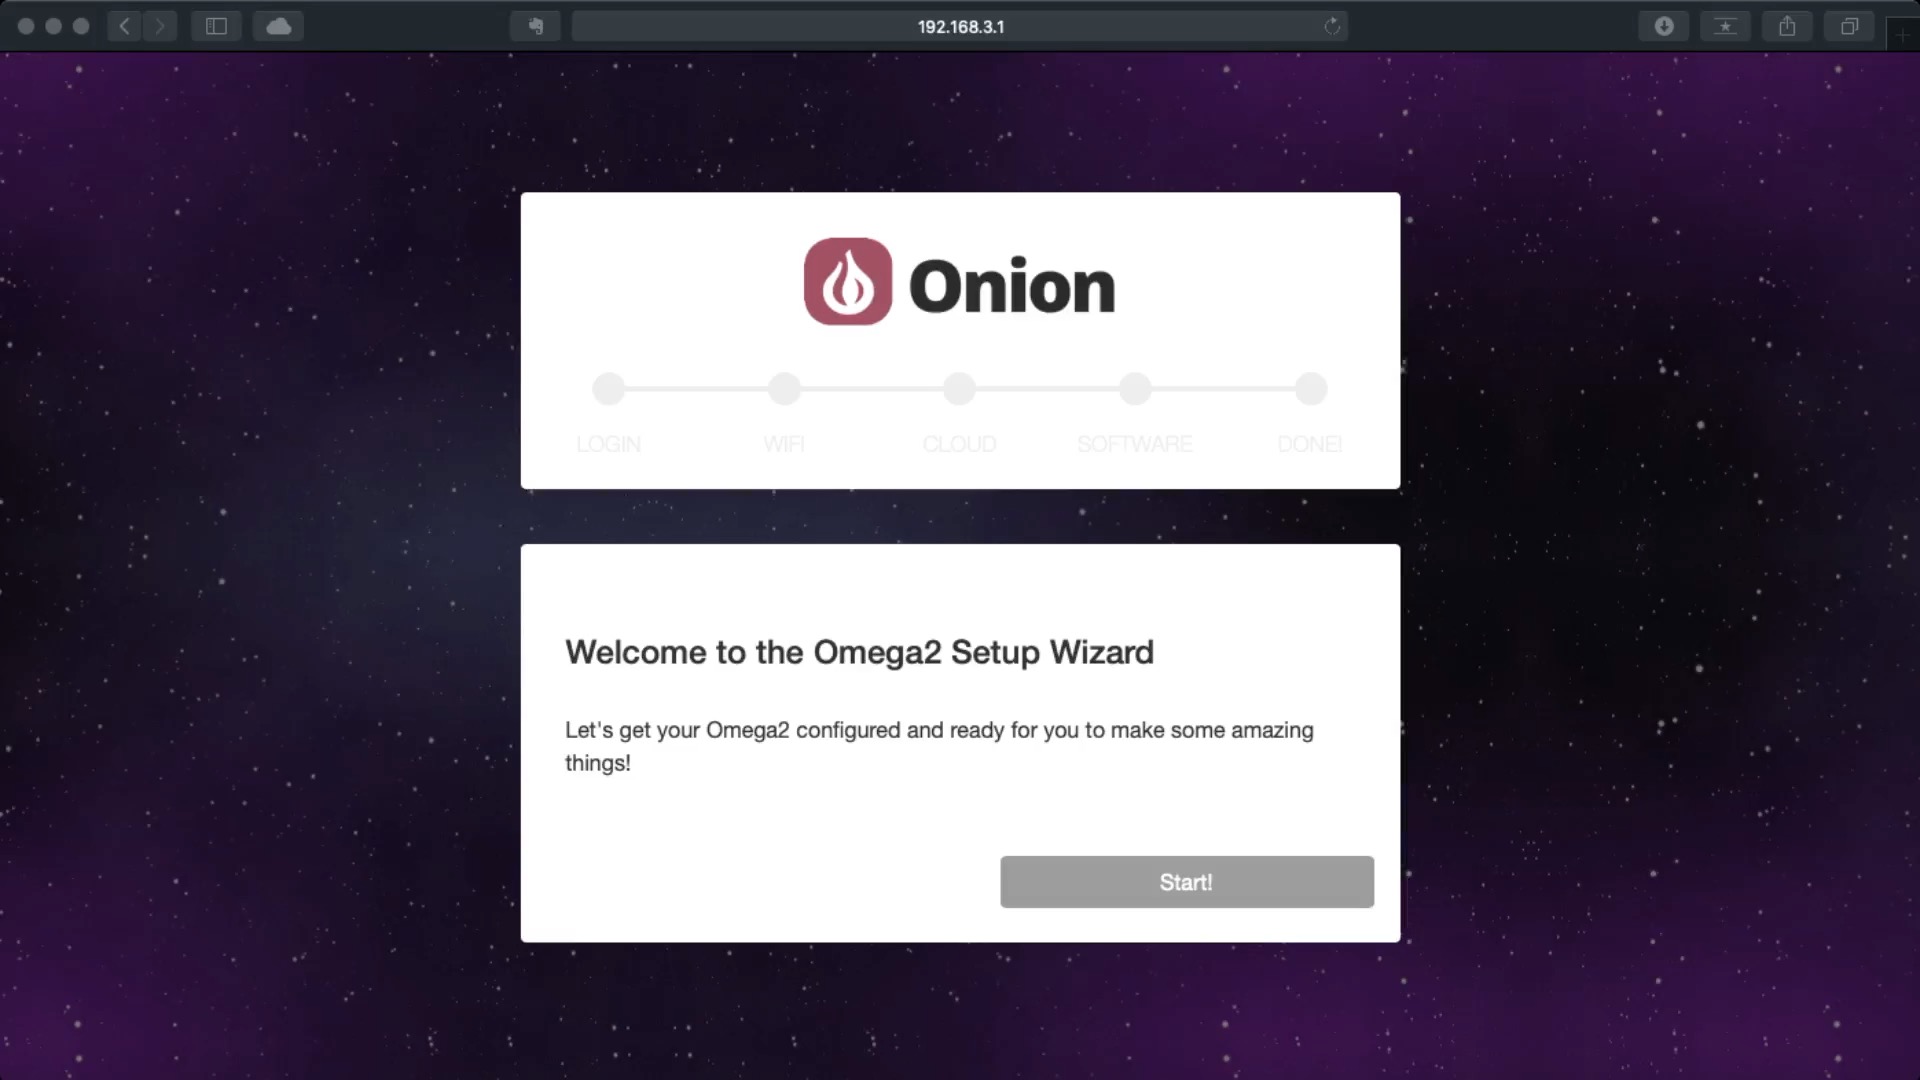 192.168.3.1
Onion
LOGIN WIFI CLOUD SOFTWARE DONE!
Welcome to the Omega2 Setup Wizard
Let's get your Omega2 configured and ready for you to make some amazing
things!
Start!